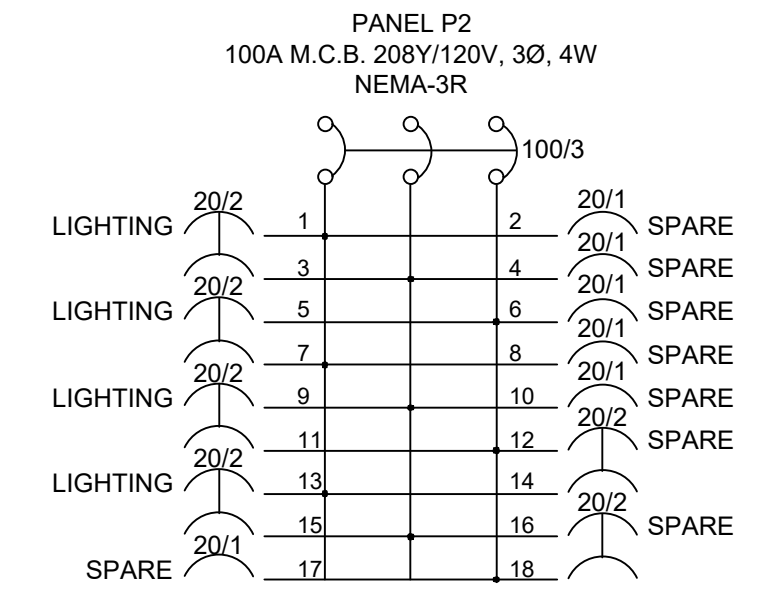 PANEL P2
100A M.C.B. 208Y/120V, 3Ø, 4W
NEMA-3R
100/3
20/2 20/1
LIGHTING 1 2 SPARE
20/1
3 4 SPARE
20/2 20/1
LIGHTING 5 6 SPARE
20/1
7 8 SPARE
20/2 20/1
LIGHTING 9 10 SPARE
20/2
11 12 SPARE
20/2
LIGHTING 13 14
20/2
15 16 SPARE
20/1
SPARE 17 18